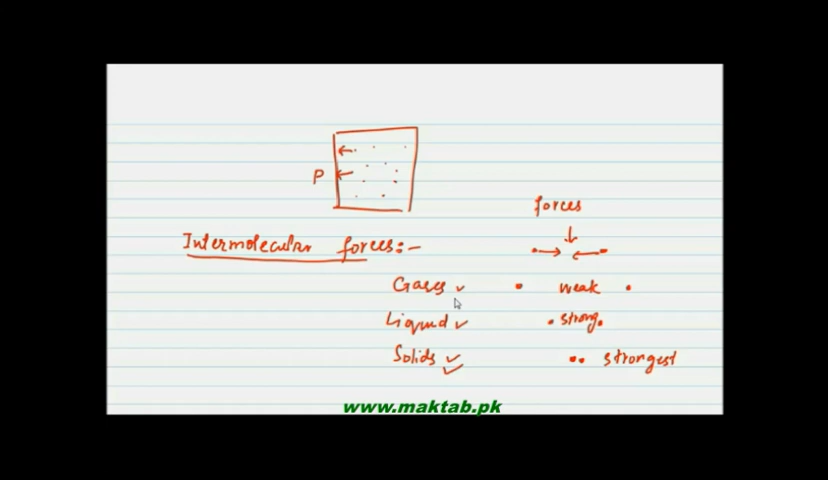 P
forces
Intermolecular forces:-
Gases weak
Liquid strong
Solids strongest
www.maktab.pk